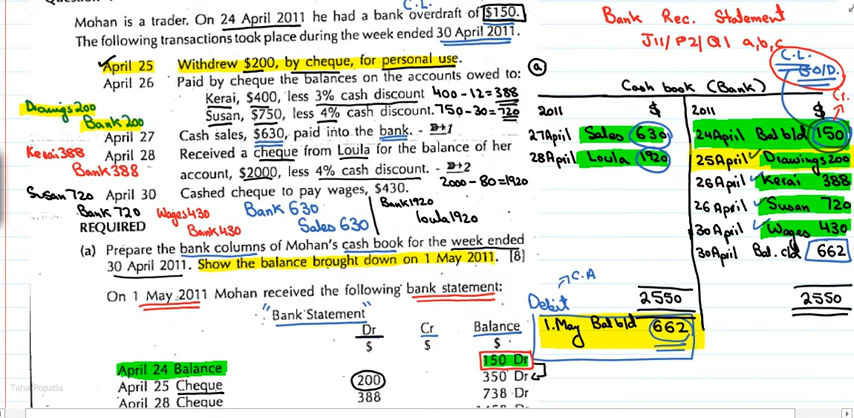 C.L.
Mohan is a trader. On 24 April 2011 he had a bank overdraft of $150.
The following transactions took place during the week ended 30 April 2011.
April 25 Withdrew $200, by cheque, for personal use.
April 26 Paid by cheque the balances on the accounts owed to:
Kerai, $400, less 3% cash discount 400-12=388
Susan, $750, less 4% cash discount. 750-30=720
Drawings 200
Bank 200
April 27 Cash sales, $630, paid into the bank.
Kerai 388
April 28 Received a cheque from Loula for the balance of her
Bank 388
account, $2000, less 4% cash discount.
2000-80=1920
Susan 720 April 30 Cashed cheque to pay wages, $430.
Bank 720 Wages 430 Bank 630 Bank 1920
REQUIRED Bank 430 Sales 630 Loula 1920
(a) Prepare the bank columns of Mohan's cash book for the week ended
30 April 2011. Show the balance brought down on 1 May 2011. [8]
On 1 May 2011 Mohan received the following bank statement:
"Bank Statement"
Dr Cr Balance
$ $ $
April 24 Balance 150 Dr
April 25 Cheque 200 350 Dr
April 28 Cheque 388 738 Dr
Taha Popatia
Bank Rec. Statement
J11/P2/Q1 a,b,c
C.L.
O/D.
Cr.
a
Cash book (Bank)
2011 $ 2011 $
27 April Sales 630 24 April Bal b/d 150
28 April Loula 1920 25 April Drawings 200
26 April Kerai 388
26 April Susan 720
30 April Wages 430
30 April Bal. c/d 662
C.A
Debit 2550 2550
1. May Bal b/d 662